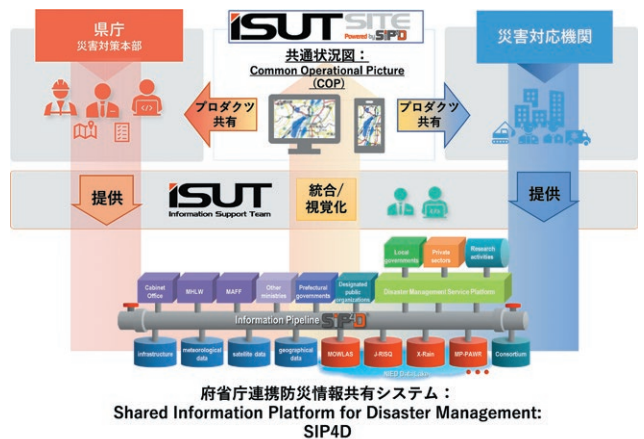 県庁
災害対策本部
ISUT SITE
Powered by SIP4D
共通状況図：
Common Operational Picture
(COP)
災害対応機関
プロダクツ
共有
プロダクツ
共有
提供
ISUT
Information Support Team
統合/
視覚化
提供
Local
governments
Private
sectors
Research
activities
Cabinet
Office
MHLW
MAFF
Other
ministries
Prefectural
governments
Designated
public
organizations
Disaster Management Service Platform
Information Pipeline SIP4D
infrastructure
meteorological
data
satellite data
geographical
data
MOWLAS
J-RISQ
X-Rain
MP-PAWR
Consortium
NIED Data Lakes
府省庁連携防災情報共有システム：
Shared Information Platform for Disaster Management:
SIP4D